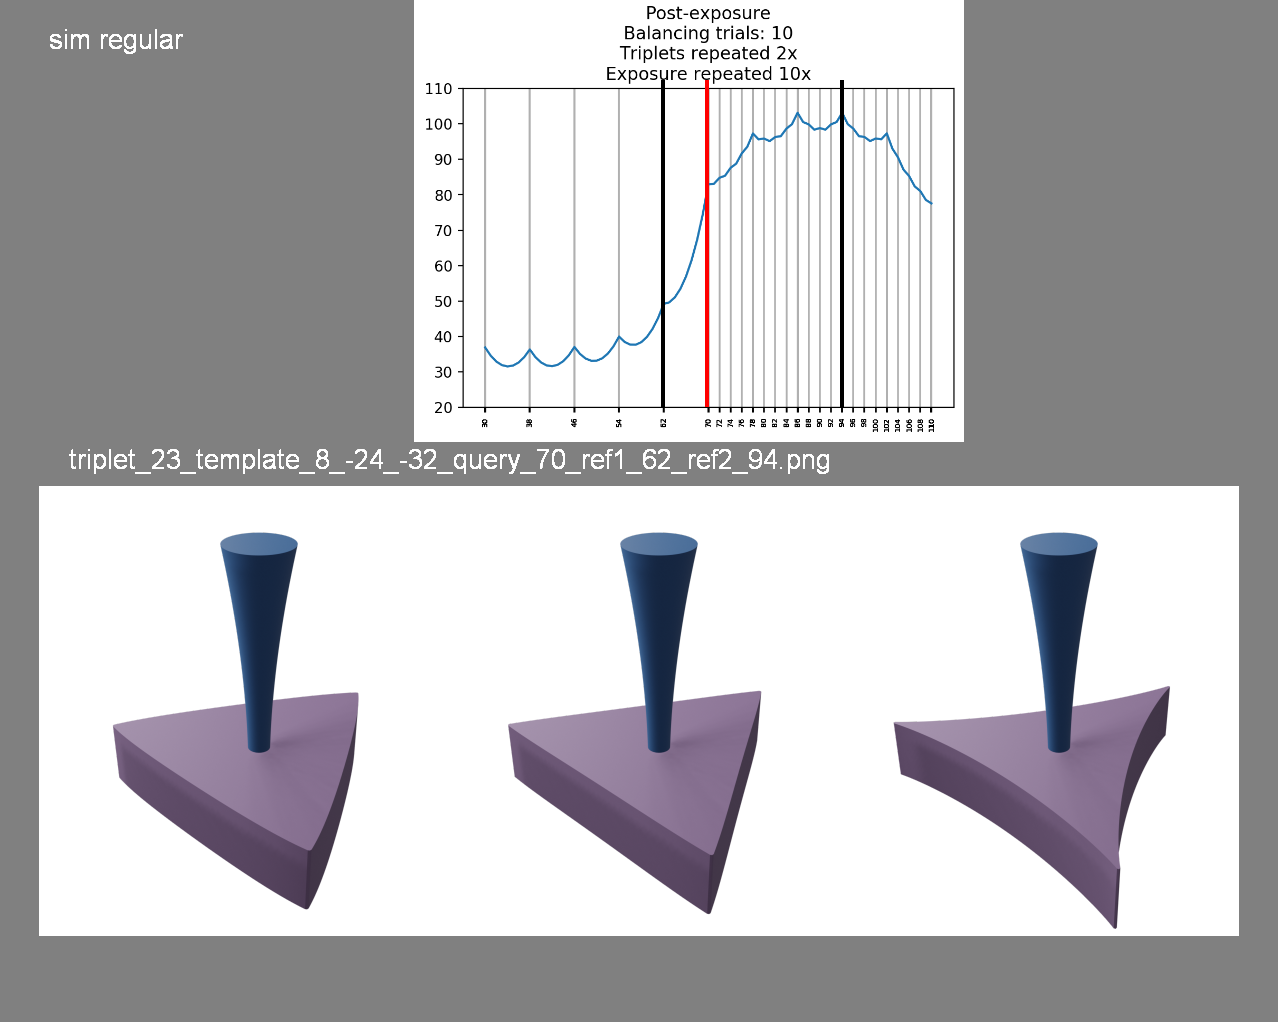 sim regular
Post-exposure
Balancing trials: 10
Triplets repeated 2x
Exposure repeated 10x
110
100
90
80
70
60
50
40
30
20
30 38 46 54 62 70 72 74 76 78 80 82 84 86 88 90 92 94 96 98 100 102 104 106 108 110
triplet_23_template_8_-24_-32_query_70_ref1_62_ref2_94.png